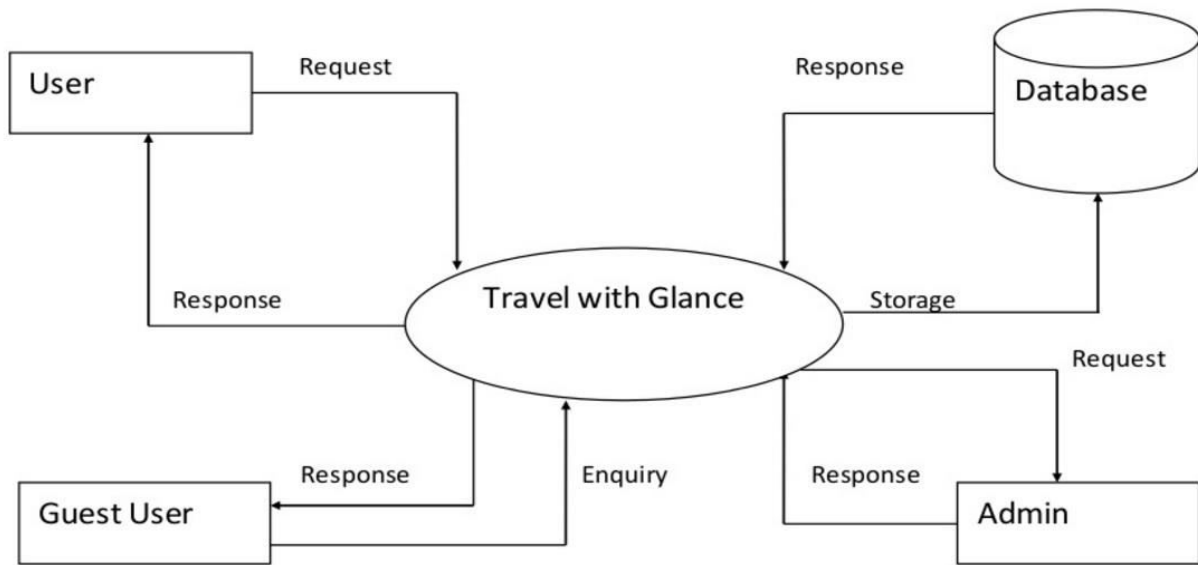 User
Request
Response
Database
Response
Travel with Glance
Storage
Request
Response
Enquiry
Response
Guest User
Admin